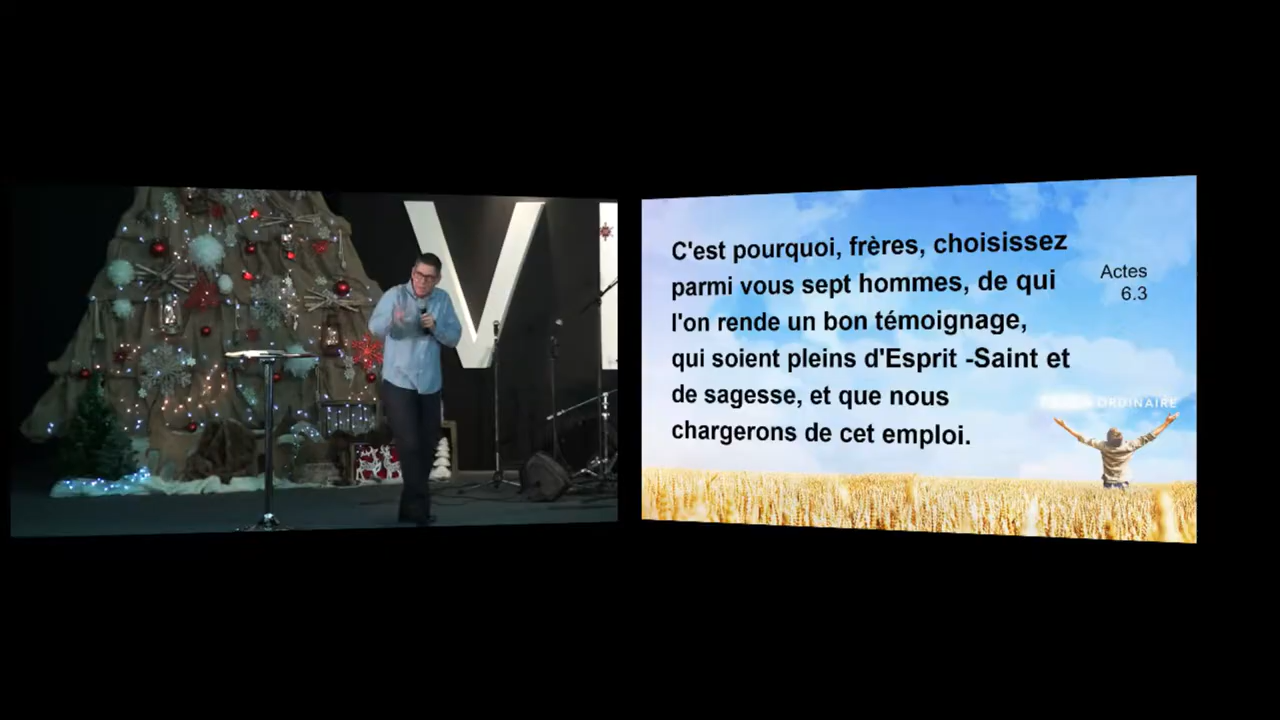 V
C'est pourquoi, frères, choisissez
parmi vous sept hommes, de qui
l'on rende un bon témoignage,
qui soient pleins d'Esprit -Saint et
de sagesse, et que nous
chargerons de cet emploi.
Actes
6.3
ORDINAIRE